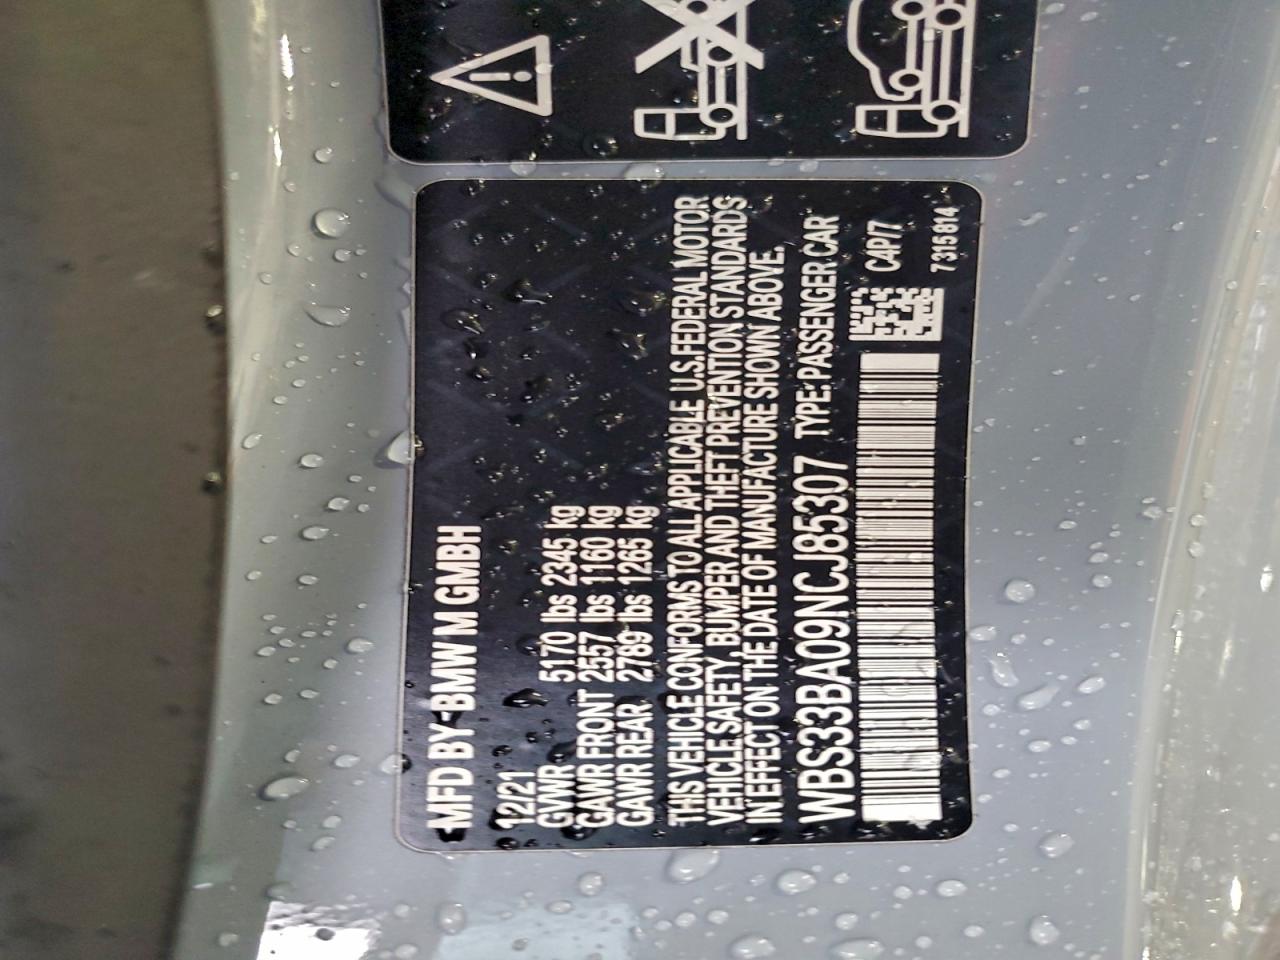 MFD BY BMW M GMBH
12/21
GVWR 5170 lbs 2345 kg
GAWR FRONT 2557 lbs 1160 kg
GAWR REAR 2789 lbs 1265 kg
THIS VEHICLE CONFORMS TO ALL APPLICABLE U.S.FEDERAL MOTOR
VEHICLE SAFETY, BUMPER AND THEFT PREVENTION STANDARDS
IN EFFECT ON THE DATE OF MANUFACTURE SHOWN ABOVE.
WBS33BA09NCJ85307 TYPE: PASSENGER CAR
C4P/7
7315814